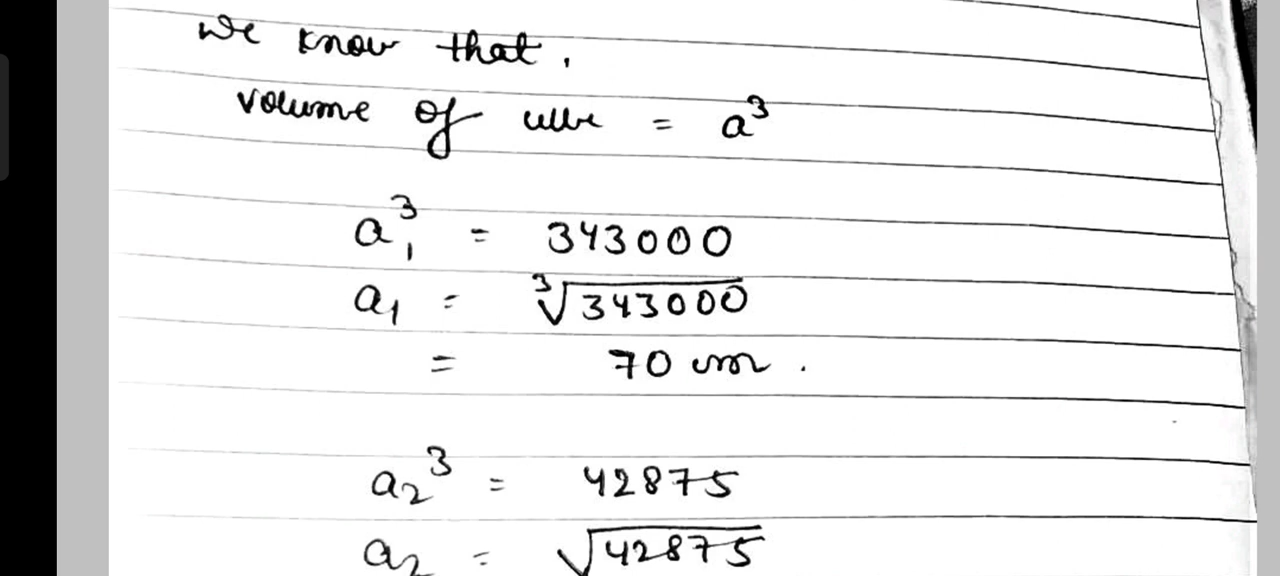 We know that,
volume of cube = a³
a₁³ = 343000
a₁ = ∛343000
= 70 cm.
a₂³ = 42875
a₂ = √42875